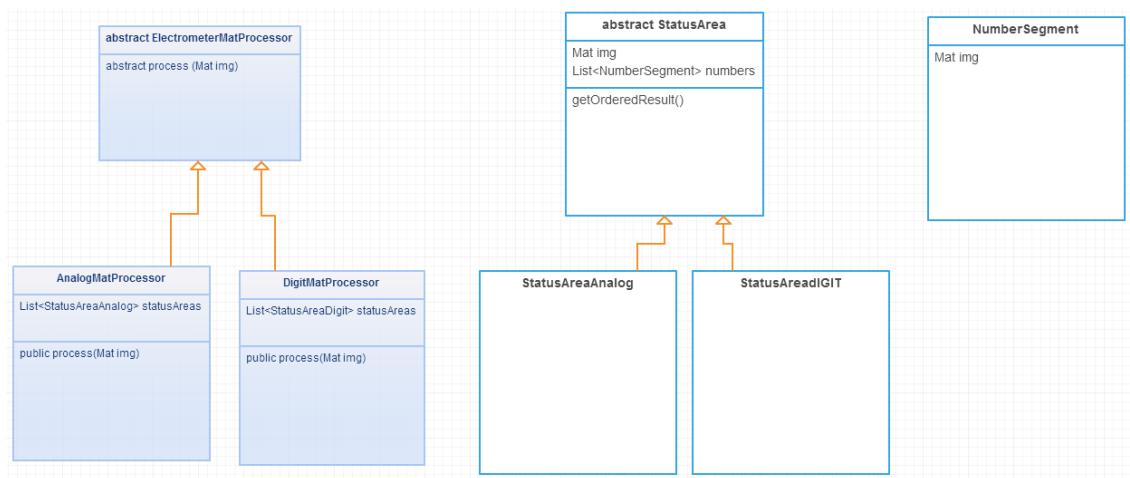 abstract ElectrometerMatProcessor
abstract process (Mat img)
AnalogMatProcessor
List<StatusAreaAnalog> statusAreas
public process(Mat img)
DigitMatProcessor
List<StatusAreaDigit> statusAreas
public process(Mat img)
abstract StatusArea
Mat img
List<NumberSegment> numbers
getOrderedResult()
StatusAreaAnalog
StatusAreadIGIT
NumberSegment
Mat img